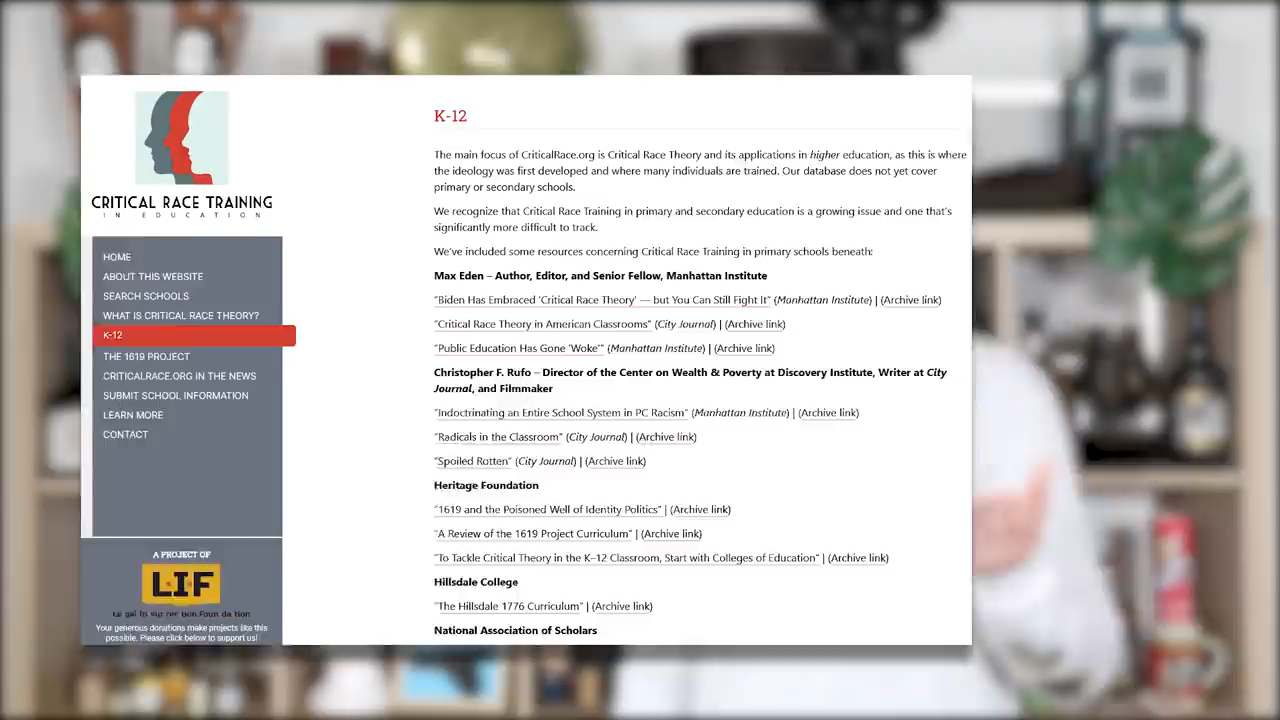 CRITICAL RACE TRAINING
IN EDUCATION
HOME
ABOUT THIS WEBSITE
SEARCH SCHOOLS
WHAT IS CRITICAL RACE THEORY?
K-12
THE 1619 PROJECT
CRITICALRACE.ORG IN THE NEWS
SUBMIT SCHOOL INFORMATION
LEARN MORE
CONTACT
A PROJECT OF
LIF
Legal Insurrection Foundation
Your generous donations make projects like this
possible. Please click below to support us!
K-12
The main focus of CriticalRace.org is Critical Race Theory and its applications in higher education, as this is where
the ideology was first developed and where many individuals are trained. Our database does not yet cover
primary or secondary schools.
We recognize that Critical Race Training in primary and secondary education is a growing issue and one that's
significantly more difficult to track.
We've included some resources concerning Critical Race Training in primary schools beneath:
Max Eden – Author, Editor, and Senior Fellow, Manhattan Institute
"Biden Has Embraced 'Critical Race Theory' — but You Can Still Fight It" (Manhattan Institute) | (Archive link)
"Critical Race Theory in American Classrooms" (City Journal) | (Archive link)
"Public Education Has Gone 'Woke'" (Manhattan Institute) | (Archive link)
Christopher F. Rufo – Director of the Center on Wealth & Poverty at Discovery Institute, Writer at City
Journal, and Filmmaker
"Indoctrinating an Entire School System in PC Racism" (Manhattan Institute) | (Archive link)
"Radicals in the Classroom" (City Journal) | (Archive link)
"Spoiled Rotten" (City Journal) | (Archive link)
Heritage Foundation
"1619 and the Poisoned Well of Identity Politics" | (Archive link)
"A Review of the 1619 Project Curriculum" | (Archive link)
"To Tackle Critical Theory in the K–12 Classroom, Start with Colleges of Education" | (Archive link)
Hillsdale College
"The Hillsdale 1776 Curriculum" | (Archive link)
National Association of Scholars